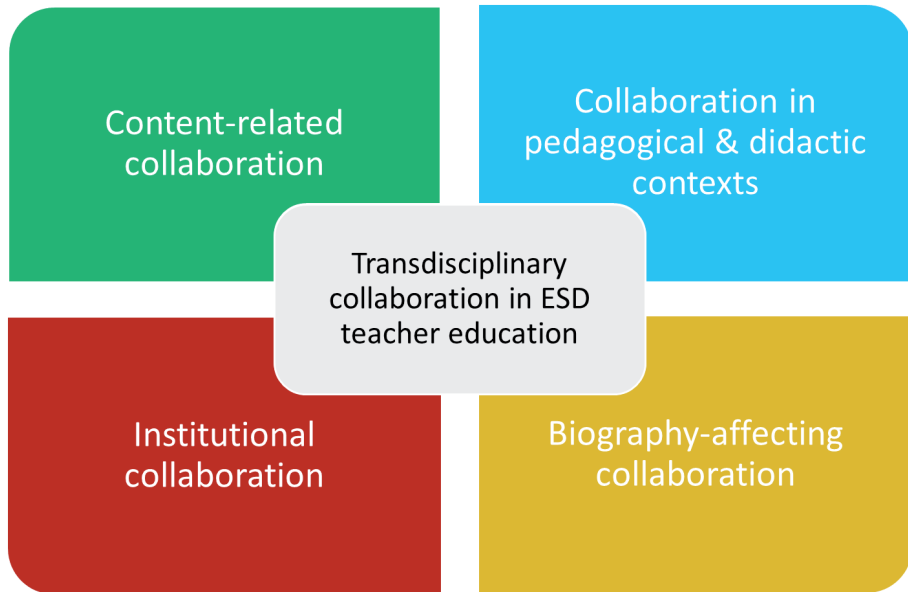 Content-related
collaboration
Collaboration in
pedagogical & didactic
contexts
Transdisciplinary
collaboration in ESD
teacher education
Institutional
collaboration
Biography-affecting
collaboration